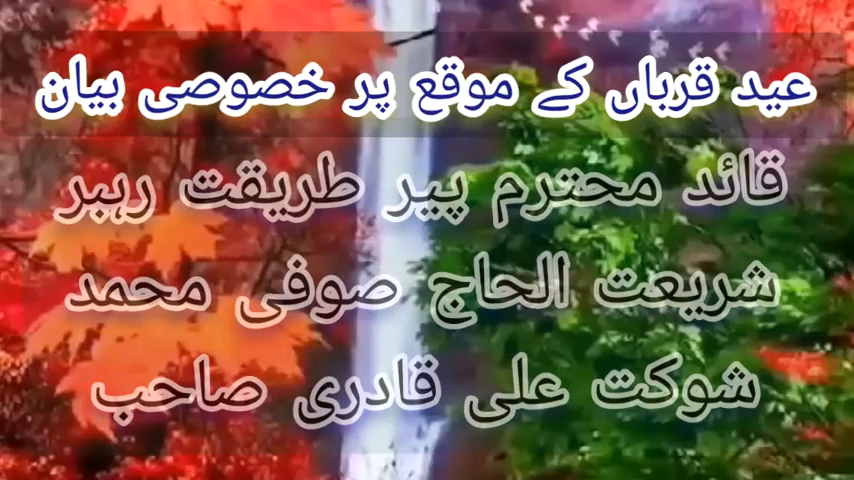 عید قرباں کے موقع پر خصوصی بیان
قائد محترم پیر طریقت رہبر
شریعت الحاج صوفی محمد
شوکت علی قادری صاحب